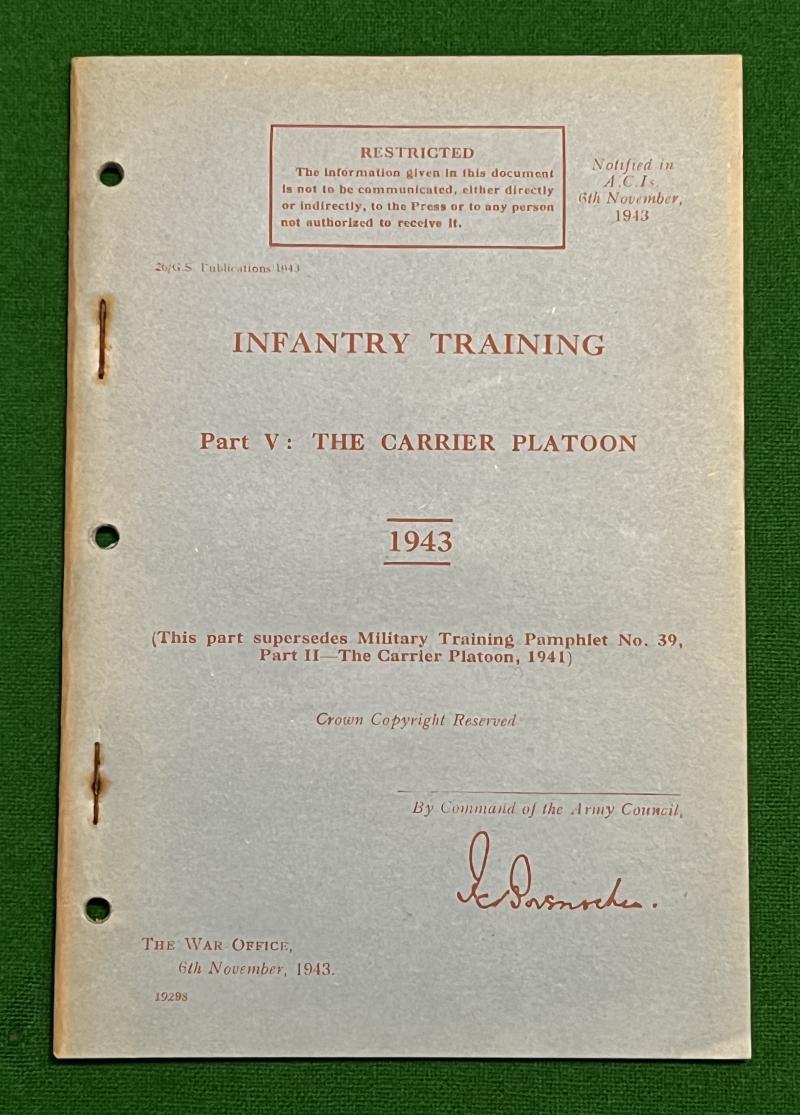 RESTRICTED
The information given in this document
is not to be communicated, either directly
or indirectly, to the Press or to any person
not authorized to receive it.
Notified in
A.C.Is.
6th November,
1943
26/G.S. Publications/1943
INFANTRY TRAINING
Part V: THE CARRIER PLATOON
1943
(This part supersedes Military Training Pamphlet No. 39,
Part II—The Carrier Platoon, 1941)
Crown Copyright Reserved
By Command of the Army Council,
THE WAR OFFICE,
6th November, 1943.
19298